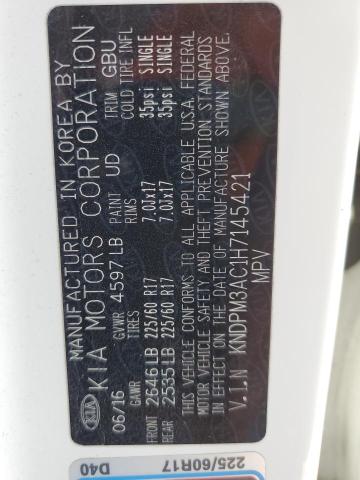 MANUFACTURED IN KOREA BY
KIA KIA MOTORS CORPORATION
06/16 GVWR 4597 LB PAINT UD TRIM GBU
GAWR TIRES RIMS COLD TIRE INFL
FRONT 2646 LB 225/60 R17 7.0Jx17 35psi SINGLE
REAR 2535 LB 225/60 R17 7.0Jx17 35psi SINGLE
THIS VEHICLE CONFORMS TO ALL APPLICABLE U.S.A. FEDERAL
MOTOR VEHICLE SAFETY AND THEFT PREVENTION STANDARDS
IN EFFECT ON THE DATE OF MANUFACTURE SHOWN ABOVE.
V.I.N KNDPM3AC1H7145421
MPV
D40 225/60R17